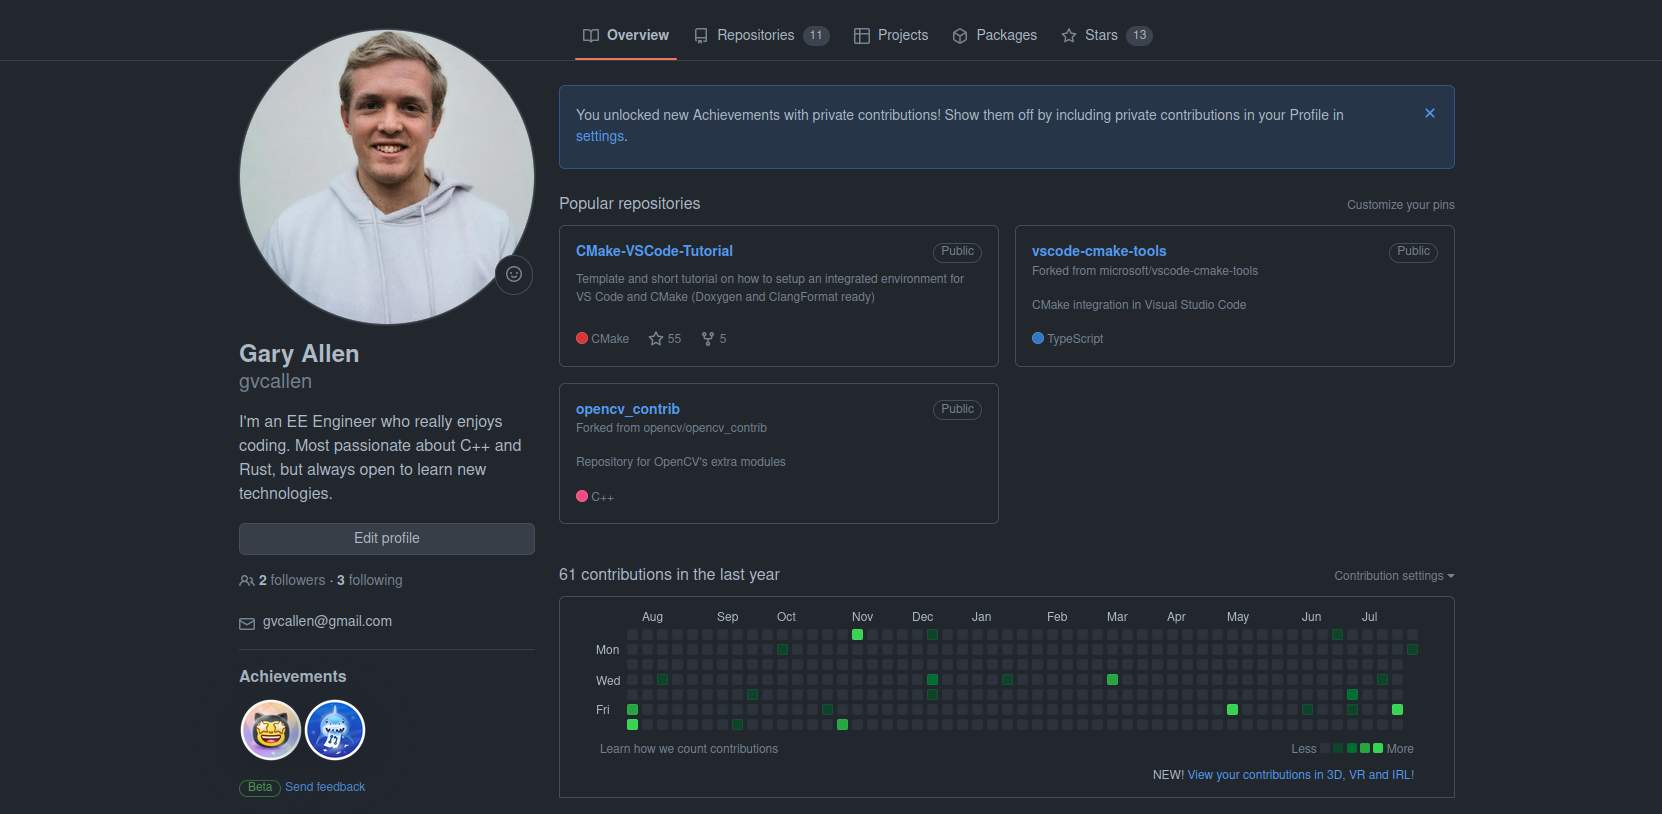 Overview
Repositories 11
Projects
Packages
Stars 13
You unlocked new Achievements with private contributions! Show them off by including private contributions in your Profile in
settings.
Popular repositories
Customize your pins
CMake-VSCode-Tutorial
Public
Template and short tutorial on how to setup an integrated environment for
VS Code and CMake (Doxygen and ClangFormat ready)
CMake 55 5
vscode-cmake-tools
Public
Forked from microsoft/vscode-cmake-tools
CMake integration in Visual Studio Code
TypeScript
opencv_contrib
Public
Forked from opencv/opencv_contrib
Repository for OpenCV's extra modules
C++
Gary Allen
gvcallen
I'm an EE Engineer who really enjoys
coding. Most passionate about C++ and
Rust, but always open to learn new
technologies.
Edit profile
2 followers · 3 following
gvcallen@gmail.com
Achievements
Beta Send feedback
61 contributions in the last year
Contribution settings
Aug Sep Oct Nov Dec Jan Feb Mar Apr May Jun Jul
Mon
Wed
Fri
Learn how we count contributions
Less More
NEW! View your contributions in 3D, VR and IRL!